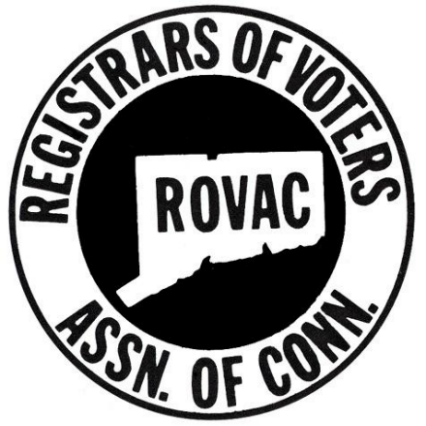 REGISTRARS OF VOTERS
ROVAC
ASSN. OF CONN.